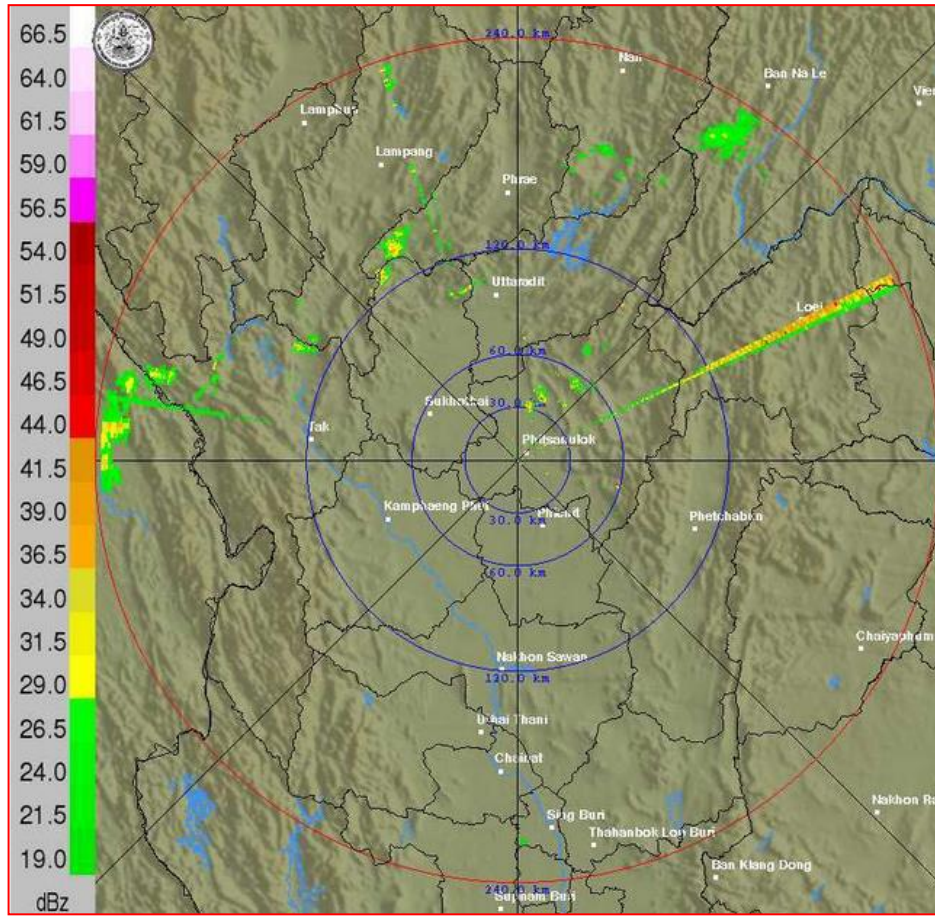 66.5
64.0
61.5
59.0
56.5
54.0
51.5
49.0
46.5
44.0
41.5
39.0
36.5
34.0
31.5
29.0
26.5
24.0
21.5
19.0
dBz
240.0 km
Nan
Ban Na Le
Lamphun
Lampang
Phrae
120.0 km
Uttaradit
Loei
60.0 km
30.0 km
Sukhothai
Tak
Phitsanulok
Kamphaeng Phet
30.0 km
Phichit
Phetchabun
60.0 km
Chaiyaphum
Nakhon Sawan
120.0 km
Uthai Thani
Chainat
Nakhon Ra
Sing Buri
Thahanbok Lop Buri
Ban Klang Dong
240.0 km
Suphan Buri